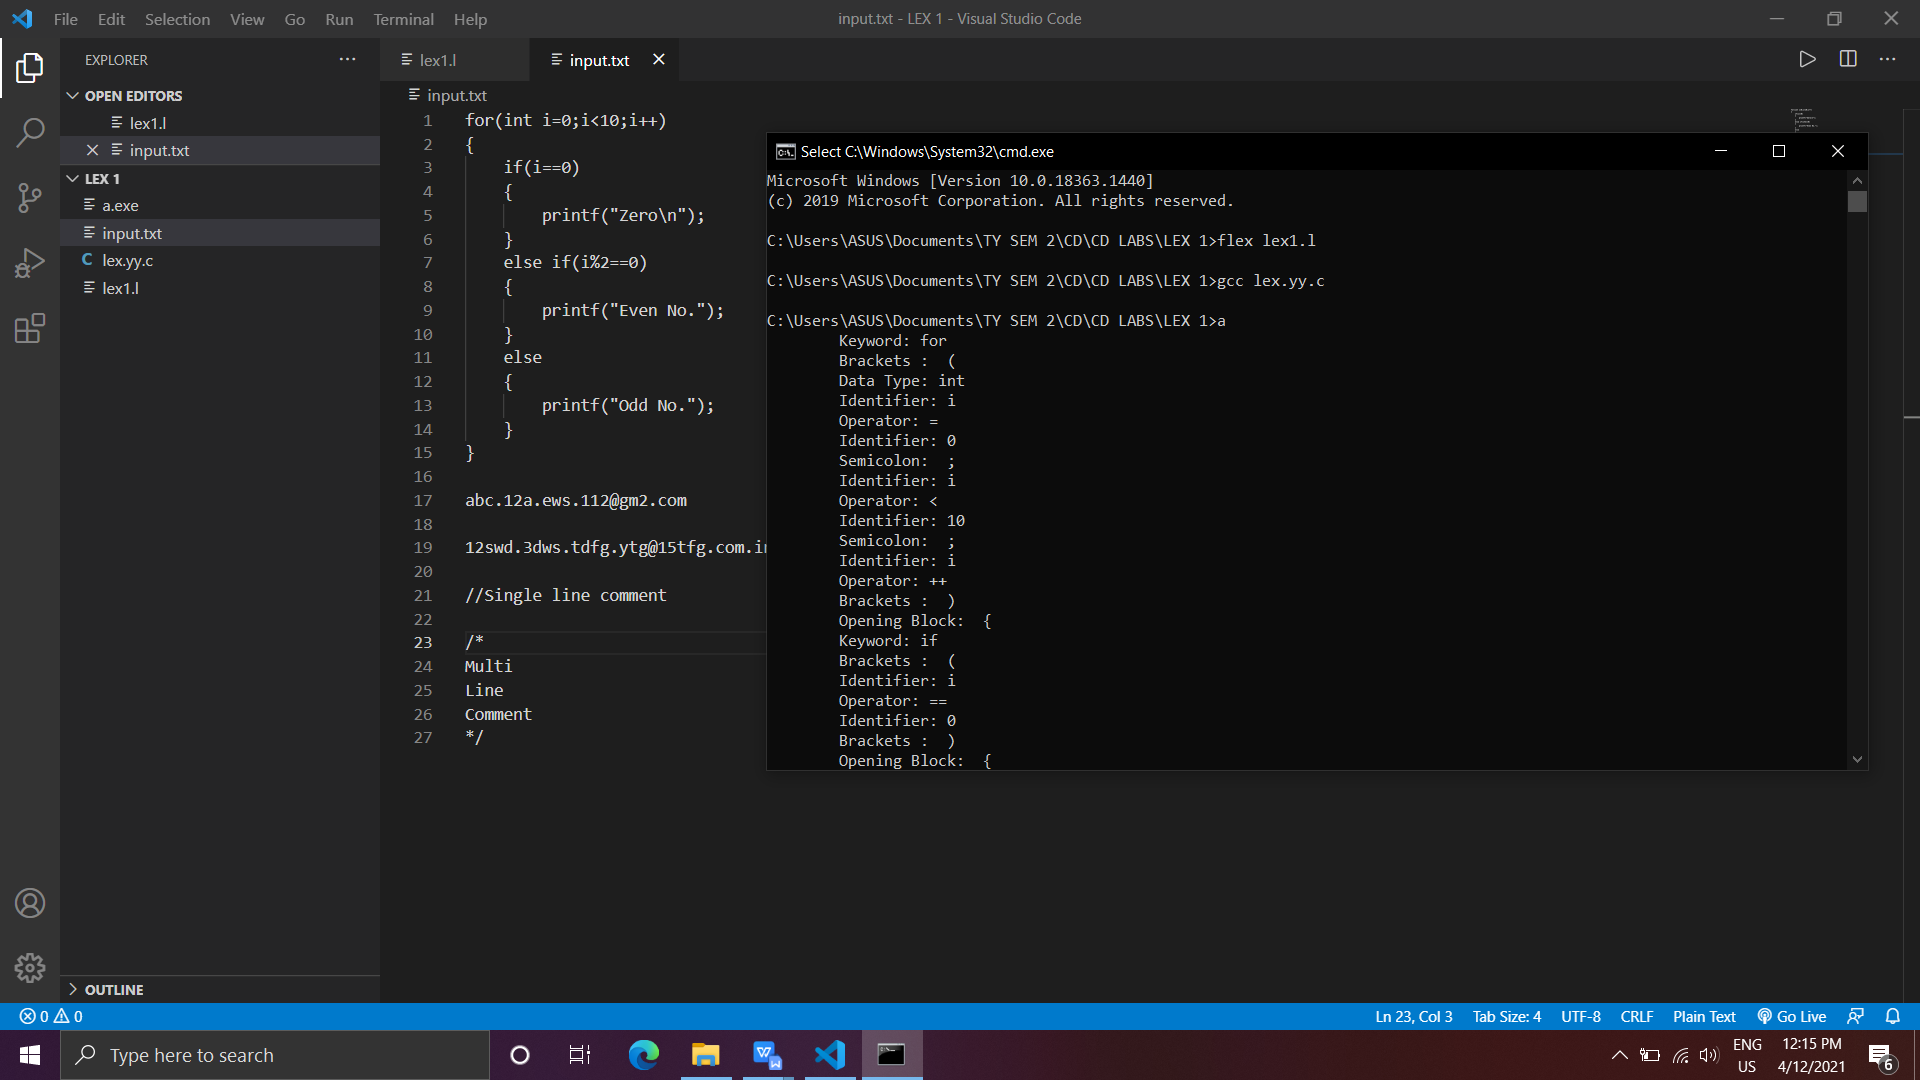 File Edit Selection View Go Run Terminal Help
input.txt - LEX 1 - Visual Studio Code
EXPLORER
OPEN EDITORS
lex1.l
input.txt
LEX 1
a.exe
input.txt
lex.yy.c
lex1.l
OUTLINE
lex1.l
input.txt
input.txt
1 for(int i=0;i<10;i++)
2 {
3 if(i==0)
4 {
5 printf("Zero\n");
6 }
7 else if(i%2==0)
8 {
9 printf("Even No.");
10 }
11 else
12 {
13 printf("Odd No.");
14 }
15 }
16
17 abc.12a.ews.112@gm2.com
18
19 12swd.3dws.tdfg.ytg@15tfg.com.in
20
21 //Single line comment
22
23 /*
24 Multi
25 Line
26 Comment
27 */
Select C:\Windows\System32\cmd.exe
Microsoft Windows [Version 10.0.18363.1440]
(c) 2019 Microsoft Corporation. All rights reserved.
C:\Users\ASUS\Documents\TY SEM 2\CD\CD LABS\LEX 1>flex lex1.l
C:\Users\ASUS\Documents\TY SEM 2\CD\CD LABS\LEX 1>gcc lex.yy.c
C:\Users\ASUS\Documents\TY SEM 2\CD\CD LABS\LEX 1>a
Keyword: for
Brackets :  (
Data Type: int
Identifier: i
Operator: =
Identifier: 0
Semicolon:  ;
Identifier: i
Operator: <
Identifier: 10
Semicolon:  ;
Identifier: i
Operator: ++
Brackets :  )
Opening Block:  {
Keyword: if
Brackets :  (
Identifier: i
Operator: ==
Identifier: 0
Brackets :  )
Opening Block:  {
0 0
Ln 23, Col 3 Tab Size: 4 UTF-8 CRLF Plain Text Go Live
Type here to search
ENG
US
12:15 PM
4/12/2021
6